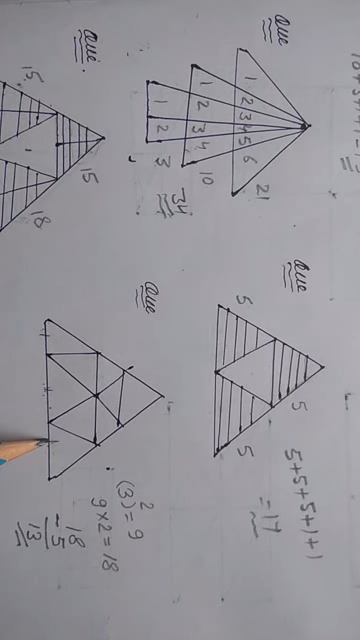 Que
1 2 3 4 5 6 21
1 2 3 4 10
1 2 3
34
Que
5 5
5
5+5+5+1+1
=17
Que.
15
15 1 18
Que
(3)²=9
9×2=18
18
-5
13